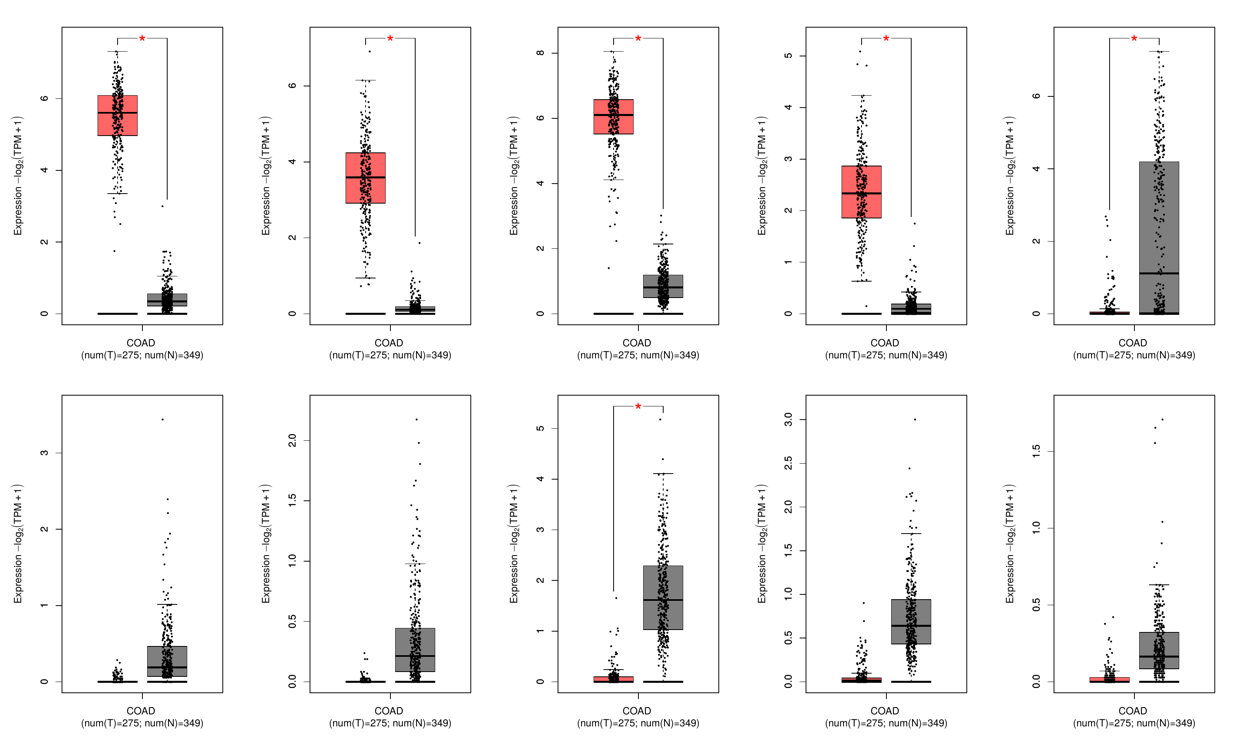 *
*
*
*
*
Expression −log₂(TPM + 1)
0
2
4
6
COAD
(num(T)=275; num(N)=349)
Expression −log₂(TPM + 1)
0
2
4
6
COAD
(num(T)=275; num(N)=349)
Expression −log₂(TPM + 1)
0
2
4
6
8
COAD
(num(T)=275; num(N)=349)
Expression −log₂(TPM + 1)
0
1
2
3
4
5
COAD
(num(T)=275; num(N)=349)
Expression −log₂(TPM + 1)
0
2
4
6
COAD
(num(T)=275; num(N)=349)
Expression −log₂(TPM + 1)
0
1
2
3
COAD
(num(T)=275; num(N)=349)
Expression −log₂(TPM + 1)
0.0
0.5
1.0
1.5
2.0
COAD
(num(T)=275; num(N)=349)
*
Expression −log₂(TPM + 1)
0
1
2
3
4
5
COAD
(num(T)=275; num(N)=349)
Expression −log₂(TPM + 1)
0.0
0.5
1.0
1.5
2.0
2.5
3.0
COAD
(num(T)=275; num(N)=349)
Expression −log₂(TPM + 1)
0.0
0.5
1.0
1.5
COAD
(num(T)=275; num(N)=349)